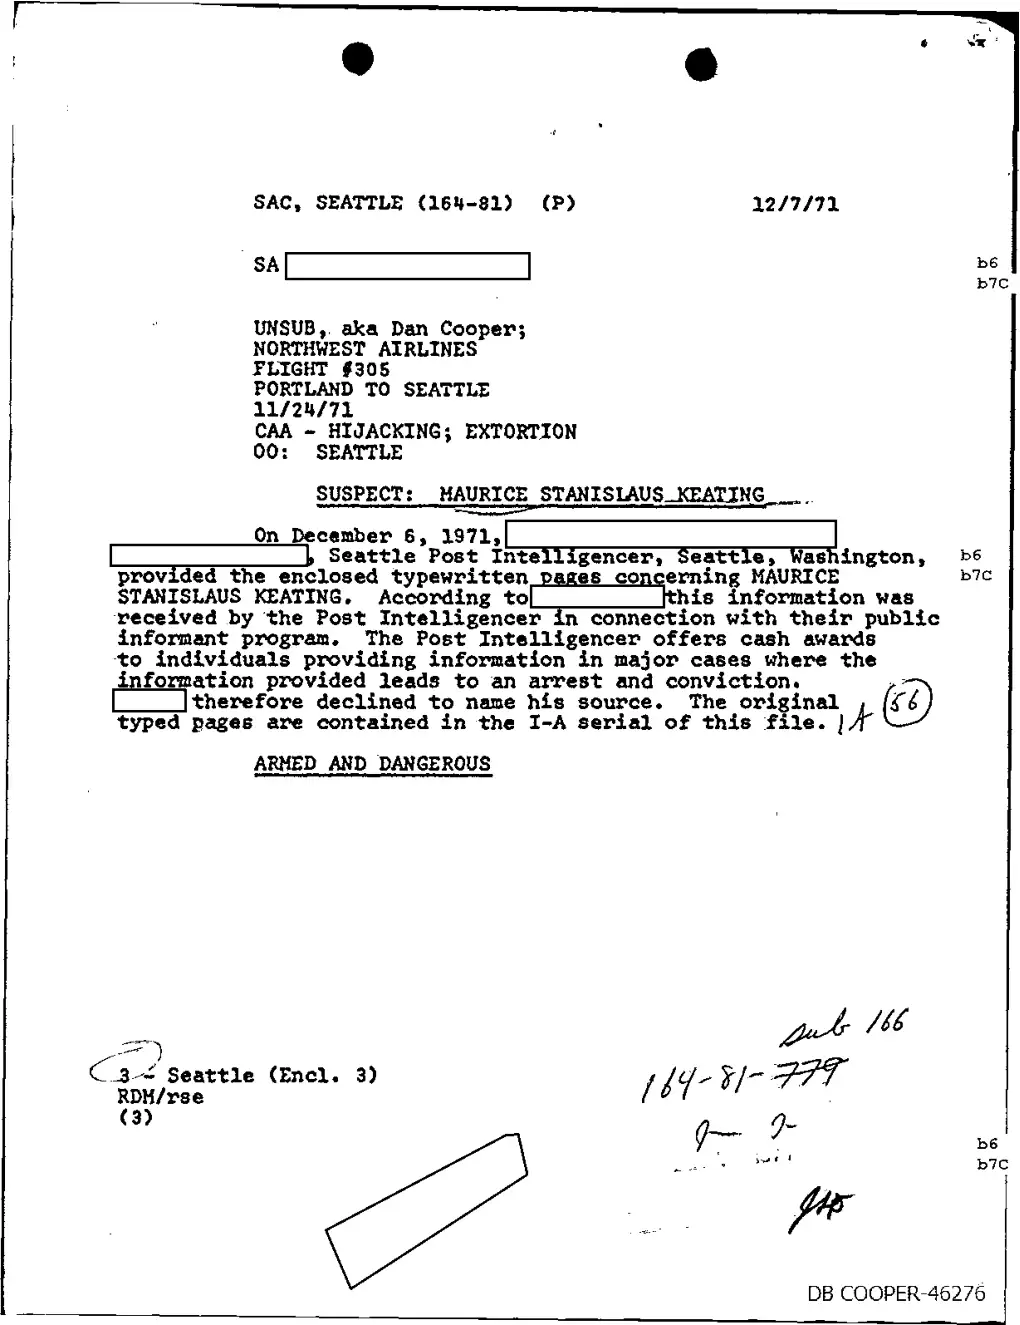 SAC, SEATTLE (164-81) (P) 12/7/71
SA
b6
b7C
UNSUB, aka Dan Cooper;
NORTHWEST AIRLINES
FLIGHT #305
PORTLAND TO SEATTLE
11/24/71
CAA - HIJACKING; EXTORTION
OO: SEATTLE
SUSPECT: MAURICE STANISLAUS KEATING
On December 6, 1971,
, Seattle Post Intelligencer, Seattle, Washington,
b6
b7C
provided the enclosed typewritten pages concerning MAURICE
STANISLAUS KEATING. According to this information was
received by the Post Intelligencer in connection with their public
informant program. The Post Intelligencer offers cash awards
to individuals providing information in major cases where the
information provided leads to an arrest and conviction.
therefore declined to name his source. The original
typed pages are contained in the I-A serial of this file. 1A 56
ARMED AND DANGEROUS
sub 166
3 - Seattle (Encl. 3)
RDM/rse
(3)
164-81-779
b6
b7C
DB COOPER-46276